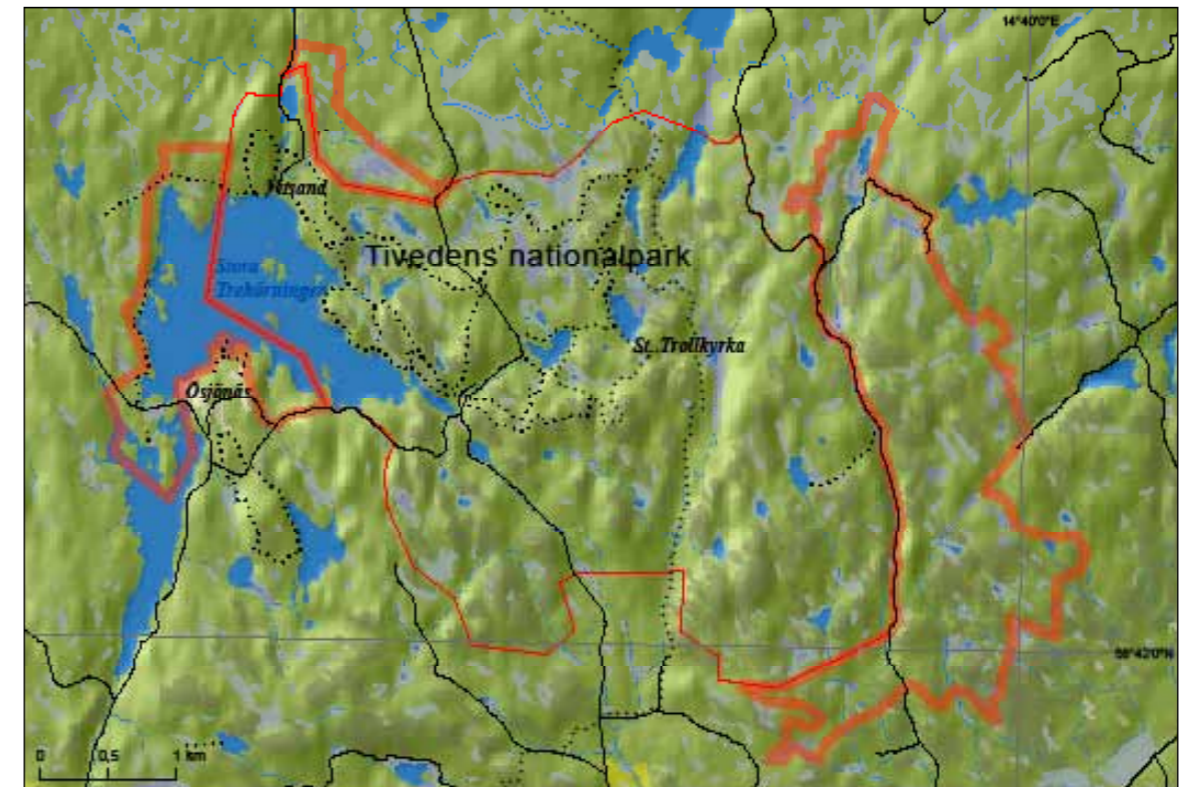 14°40'0"E
Vitsand
Tivedens nationalpark
Stora
Trehörningen
St. Trollkyrka
Ösjönäs
58°42'0"N
0 0,5 1 km